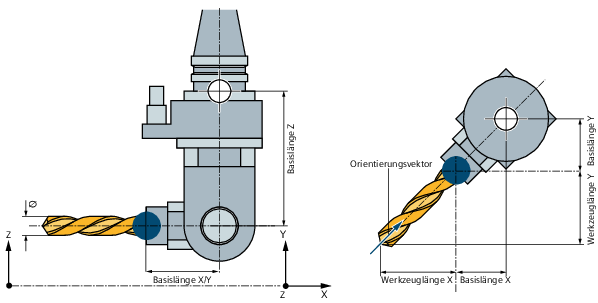 Basislänge Z
Ø
Z
Basislänge X/Y
Y
Z
X
Orientierungsvektor
Basislänge Y
Werkzeuglänge Y
Werkzeuglänge X
Basislänge X